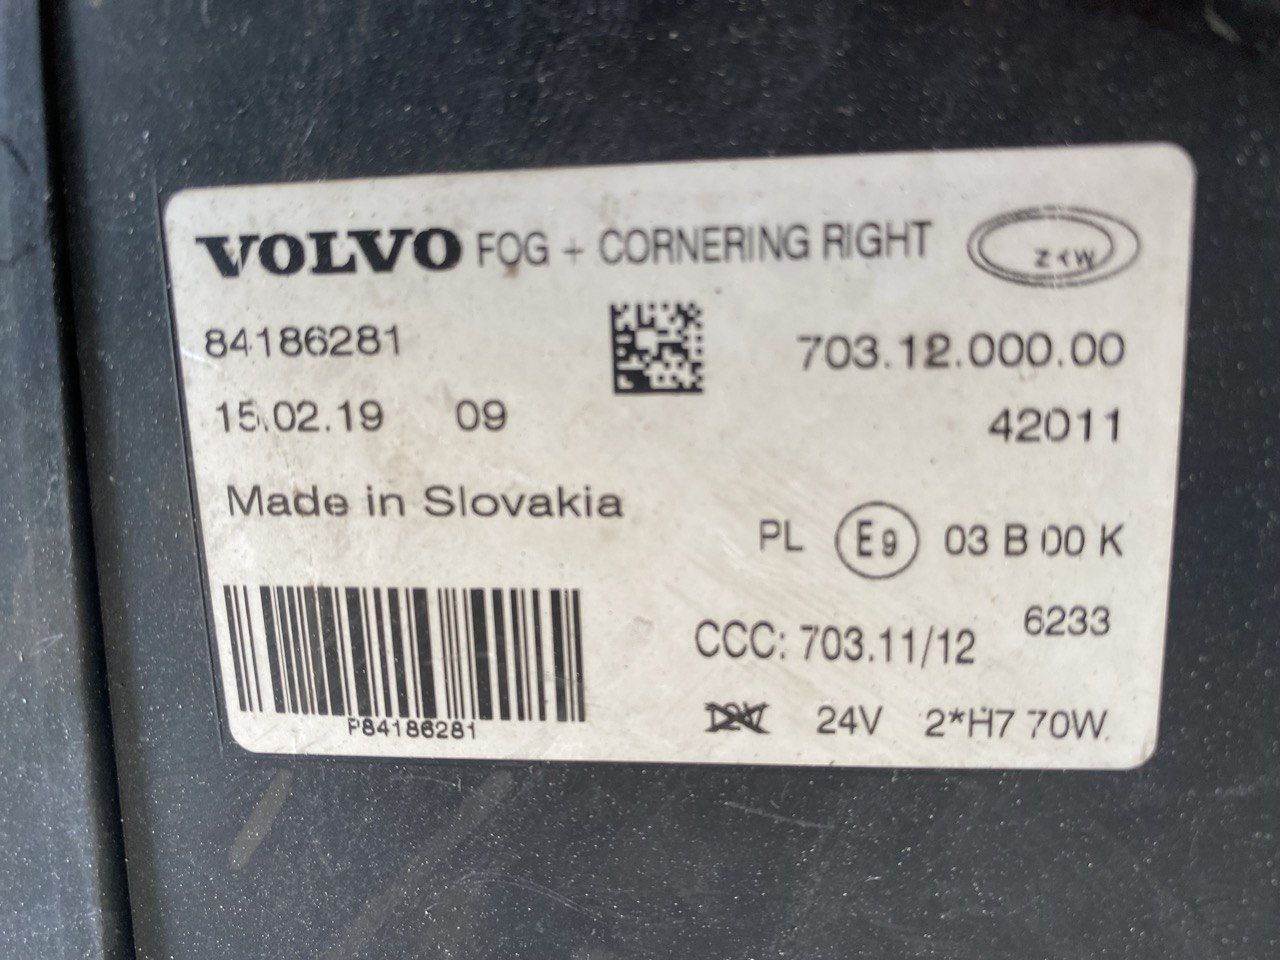 VOLVO FOG + CORNERING RIGHT ZKW
84186281 703.12.000.00
15.02.19 09 42011
Made in Slovakia
PL E9 03 B 00 K
6233
CCC: 703.11/12
12V 24V 2*H7 70W
P84186281